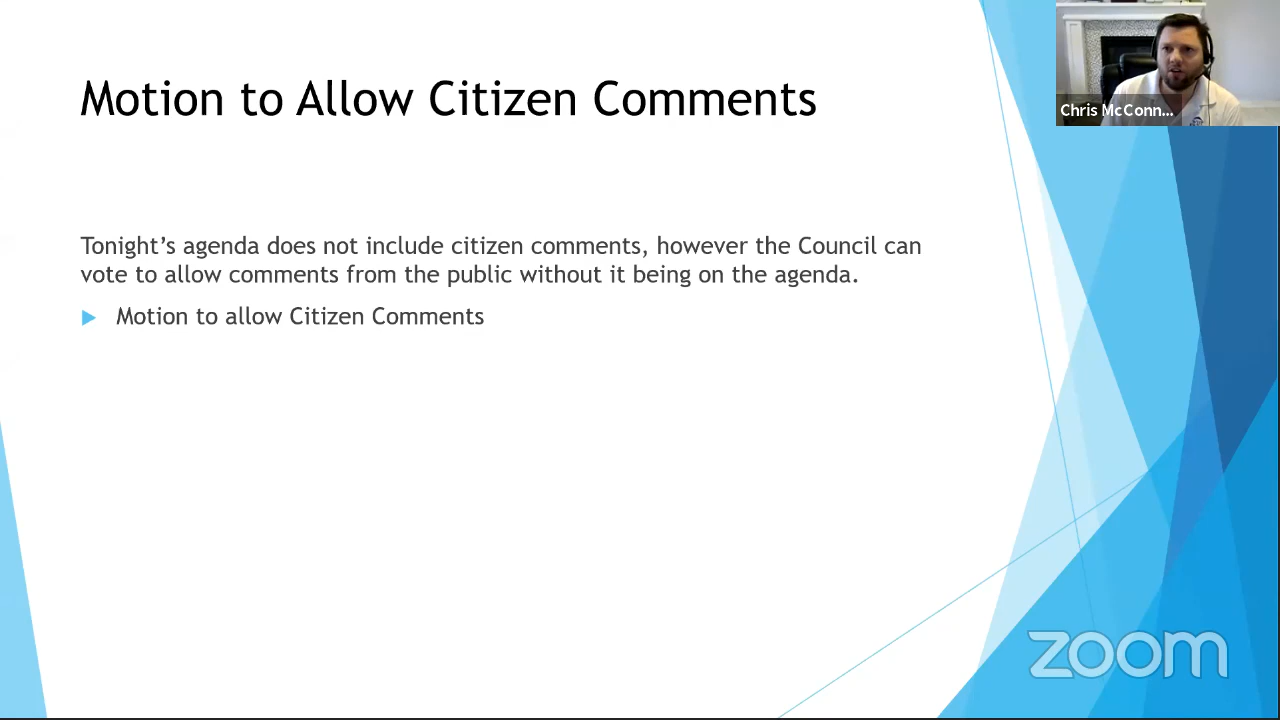 Motion to Allow Citizen Comments
Chris McConn...
Tonight’s agenda does not include citizen comments, however the Council can
vote to allow comments from the public without it being on the agenda.
Motion to allow Citizen Comments
zoom